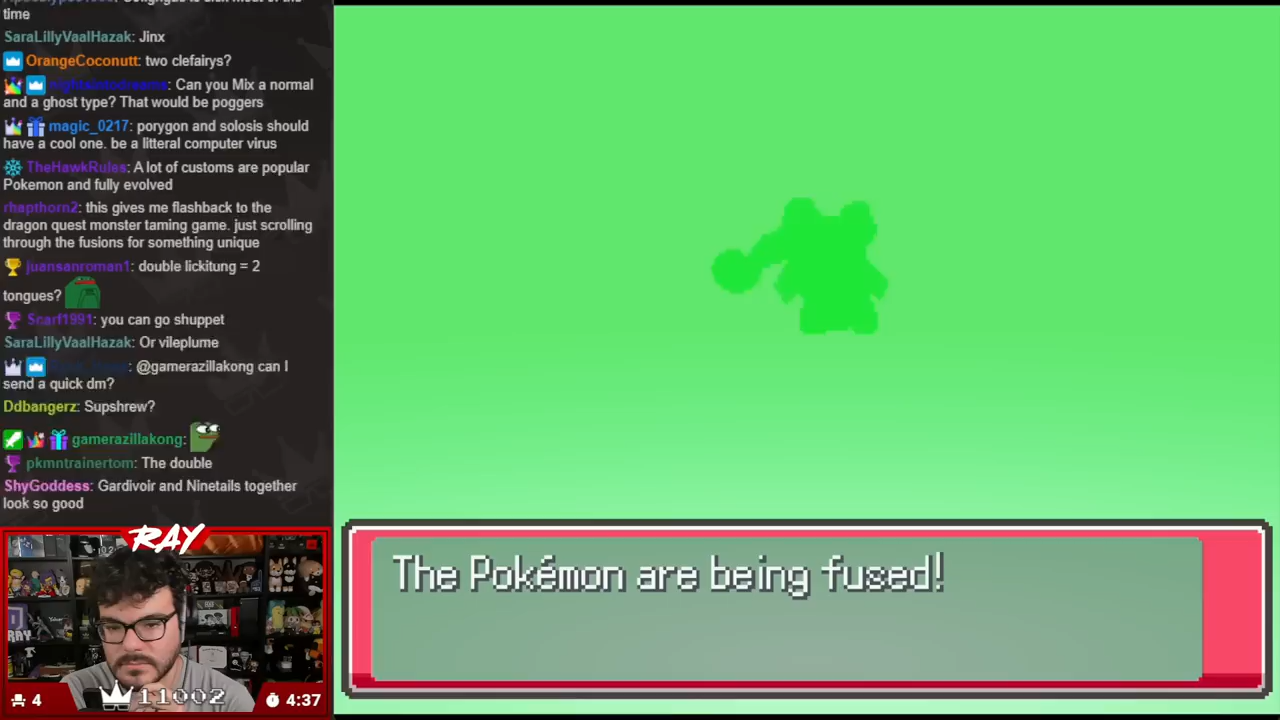 time
SaraLillyVaalHazak: Jinx
OrangeCoconutt: two clefairys?
: Can you Mix a normal
and a ghost type? That would be poggers
magic_0217: porygon and solosis should
have a cool one. be a litteral computer virus
TheHawkRules: A lot of customs are popular
Pokemon and fully evolved
rhapthorn2: this gives me flashback to the
dragon quest monster taming game. just scrolling
through the fusions for something unique
juansanroman1: double lickitung = 2
tongues?
Scarf1991: you can go shuppet
SaraLillyVaalHazak: Or vileplume
: @gamerazillakong can I
send a quick dm?
Ddbangerz: Supshrew?
gamerazillakong:
pkmntrainertom: The double
ShyGoddess: Gardivoir and Ninetails together
look so good
RAY
RAY
4
11002
4:37
The Pokémon are being fused!